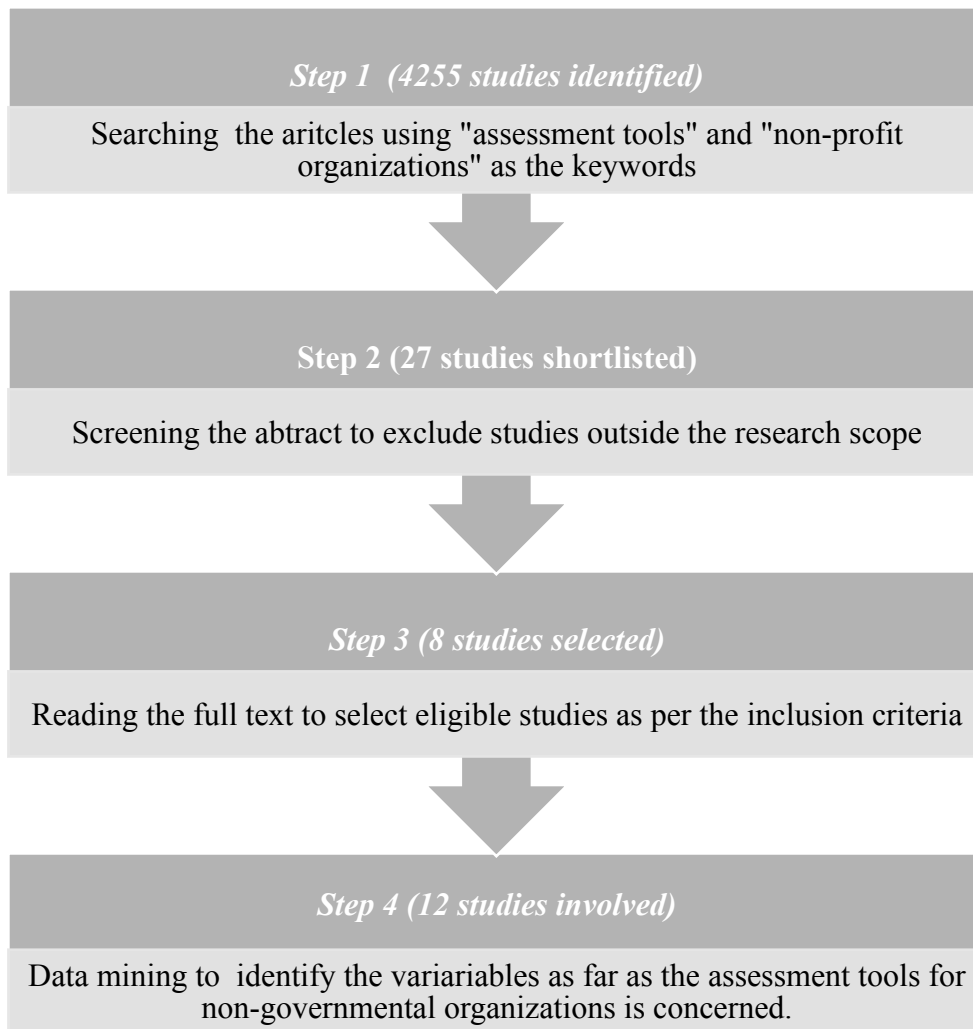 Step 1  (4255 studies identified)
Searching  the aritcles using "assessment tools" and "non-profit
organizations" as the keywords
Step 2 (27 studies shortlisted)
Screening the abtract to exclude studies outside the research scope
Step 3 (8 studies selected)
Reading the full text to select eligible studies as per the inclusion criteria
Step 4 (12 studies involved)
Data mining to  identify the variariables as far as the assessment tools for
non-governmental organizations is concerned.